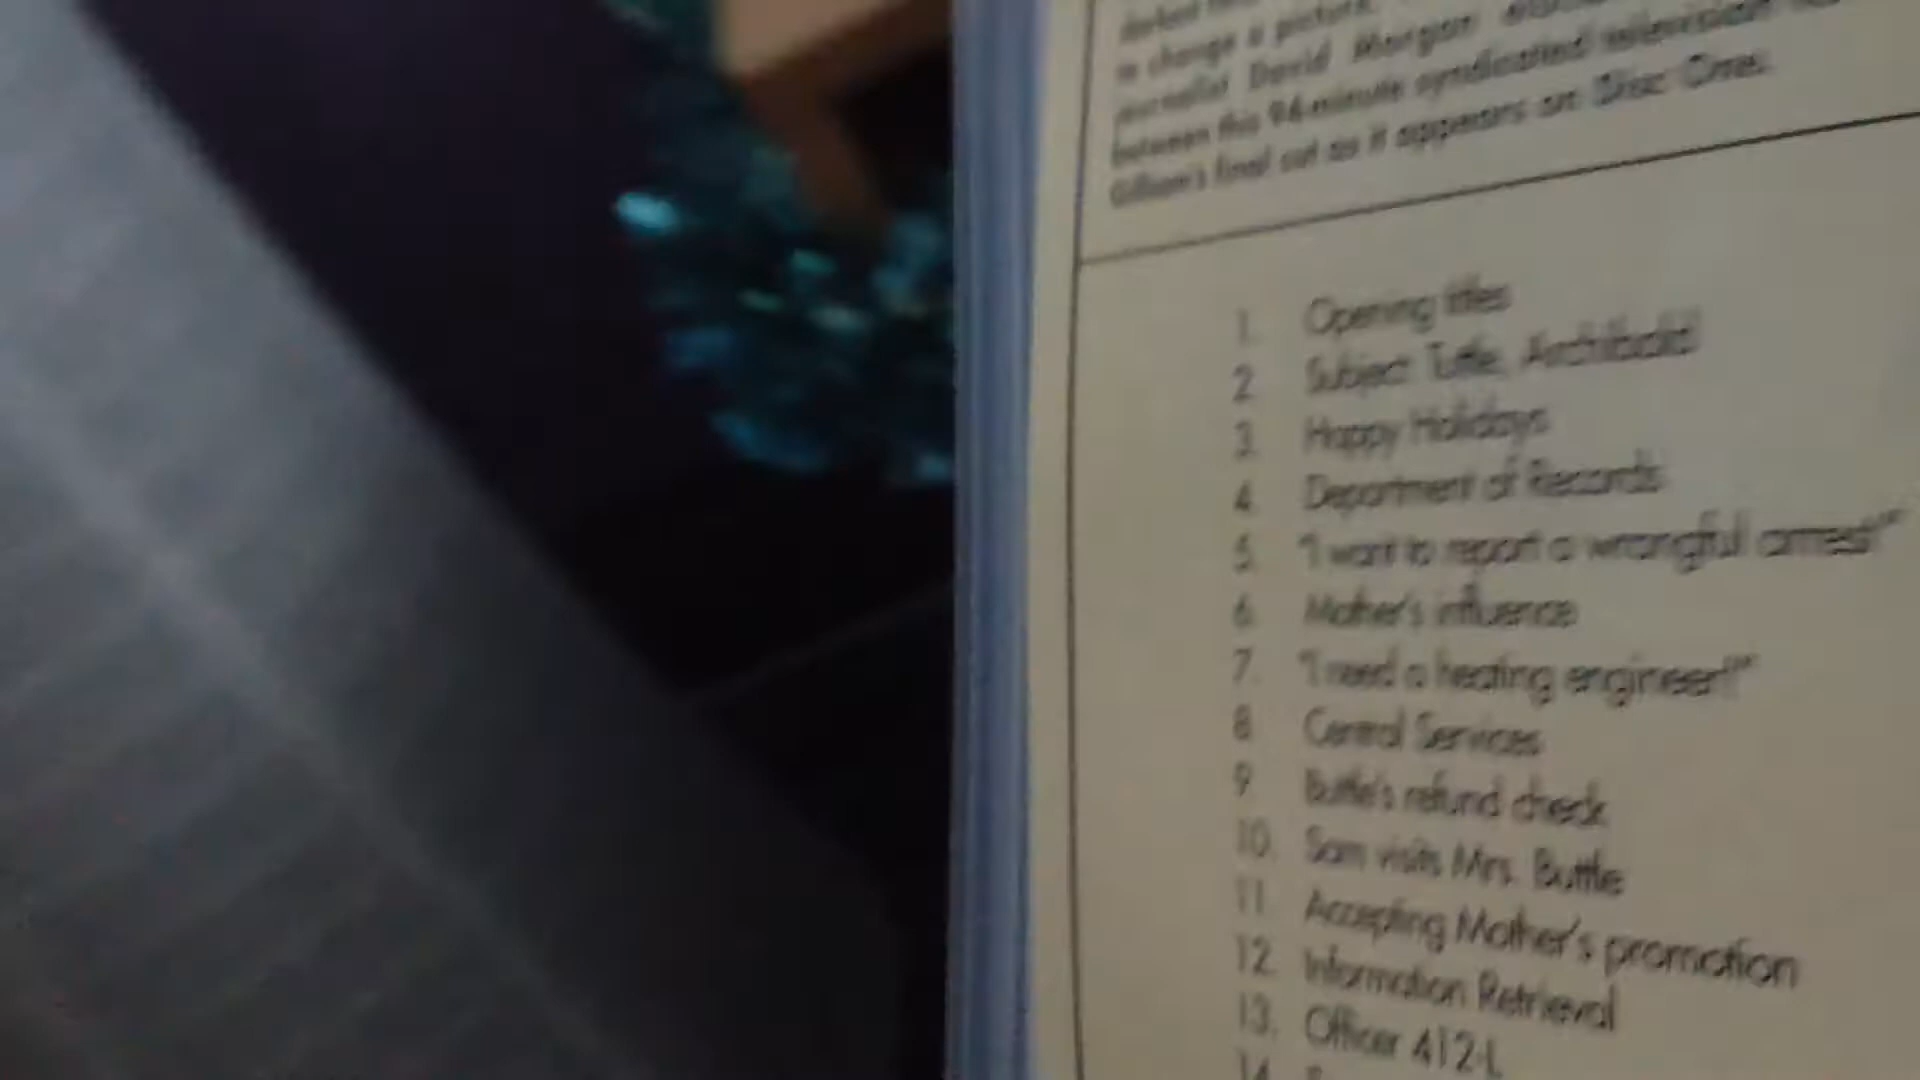 to change a picture,
journalist David Morgan
between this 94-minute syndicated television
Gilliam's final cut as it appears on Disc One.
1. Opening titles
2. Subject: Tuttle, Archibald
3. Happy Holidays
4. Department of Records
5. "I want to report a wrongful arrest!"
6. Mother's influence
7. "I need a heating engineer!"
8. Central Services
9. Buttle's refund check
10. Sam visits Mrs. Buttle
11. Accepting Mother's promotion
12. Information Retrieval
13. Officer 412-L
14.